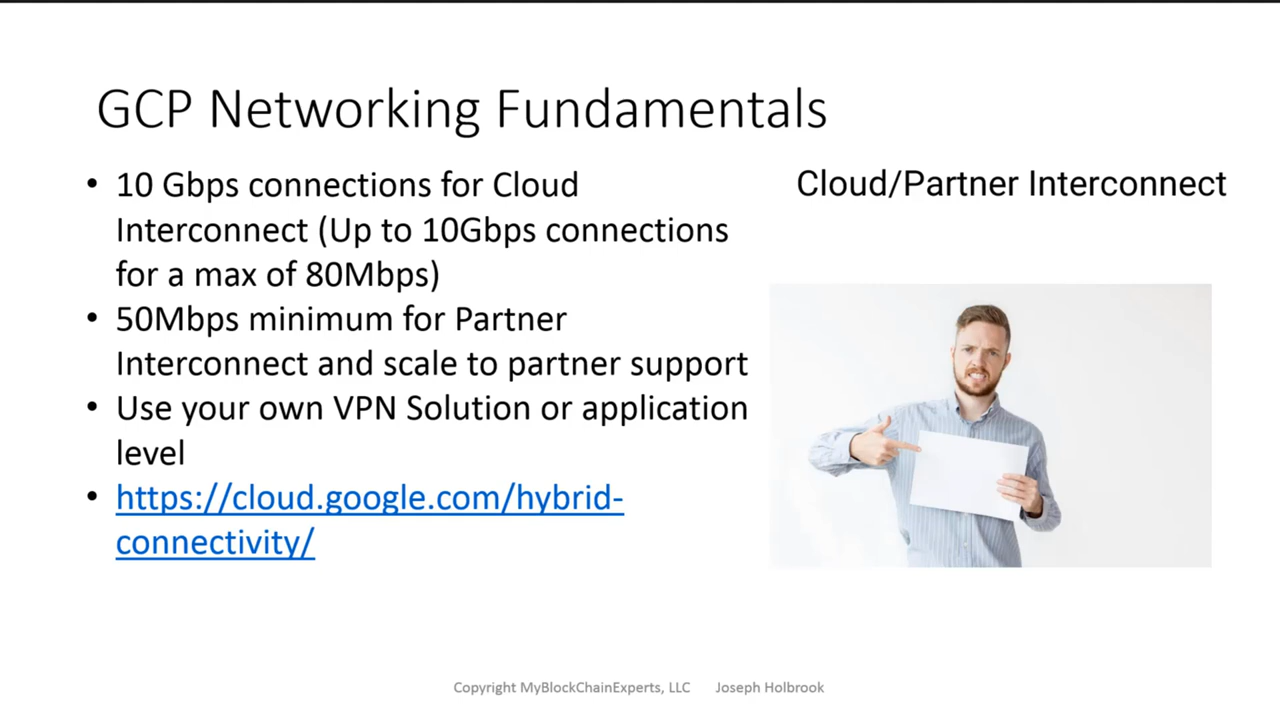 GCP Networking Fundamentals
• 10 Gbps connections for Cloud
Interconnect (Up to 10Gbps connections
for a max of 80Mbps)
• 50Mbps minimum for Partner
Interconnect and scale to partner support
• Use your own VPN Solution or application
level
• https://cloud.google.com/hybrid-
connectivity/
Cloud/Partner Interconnect
Copyright MyBlockChainExperts, LLC Joseph Holbrook